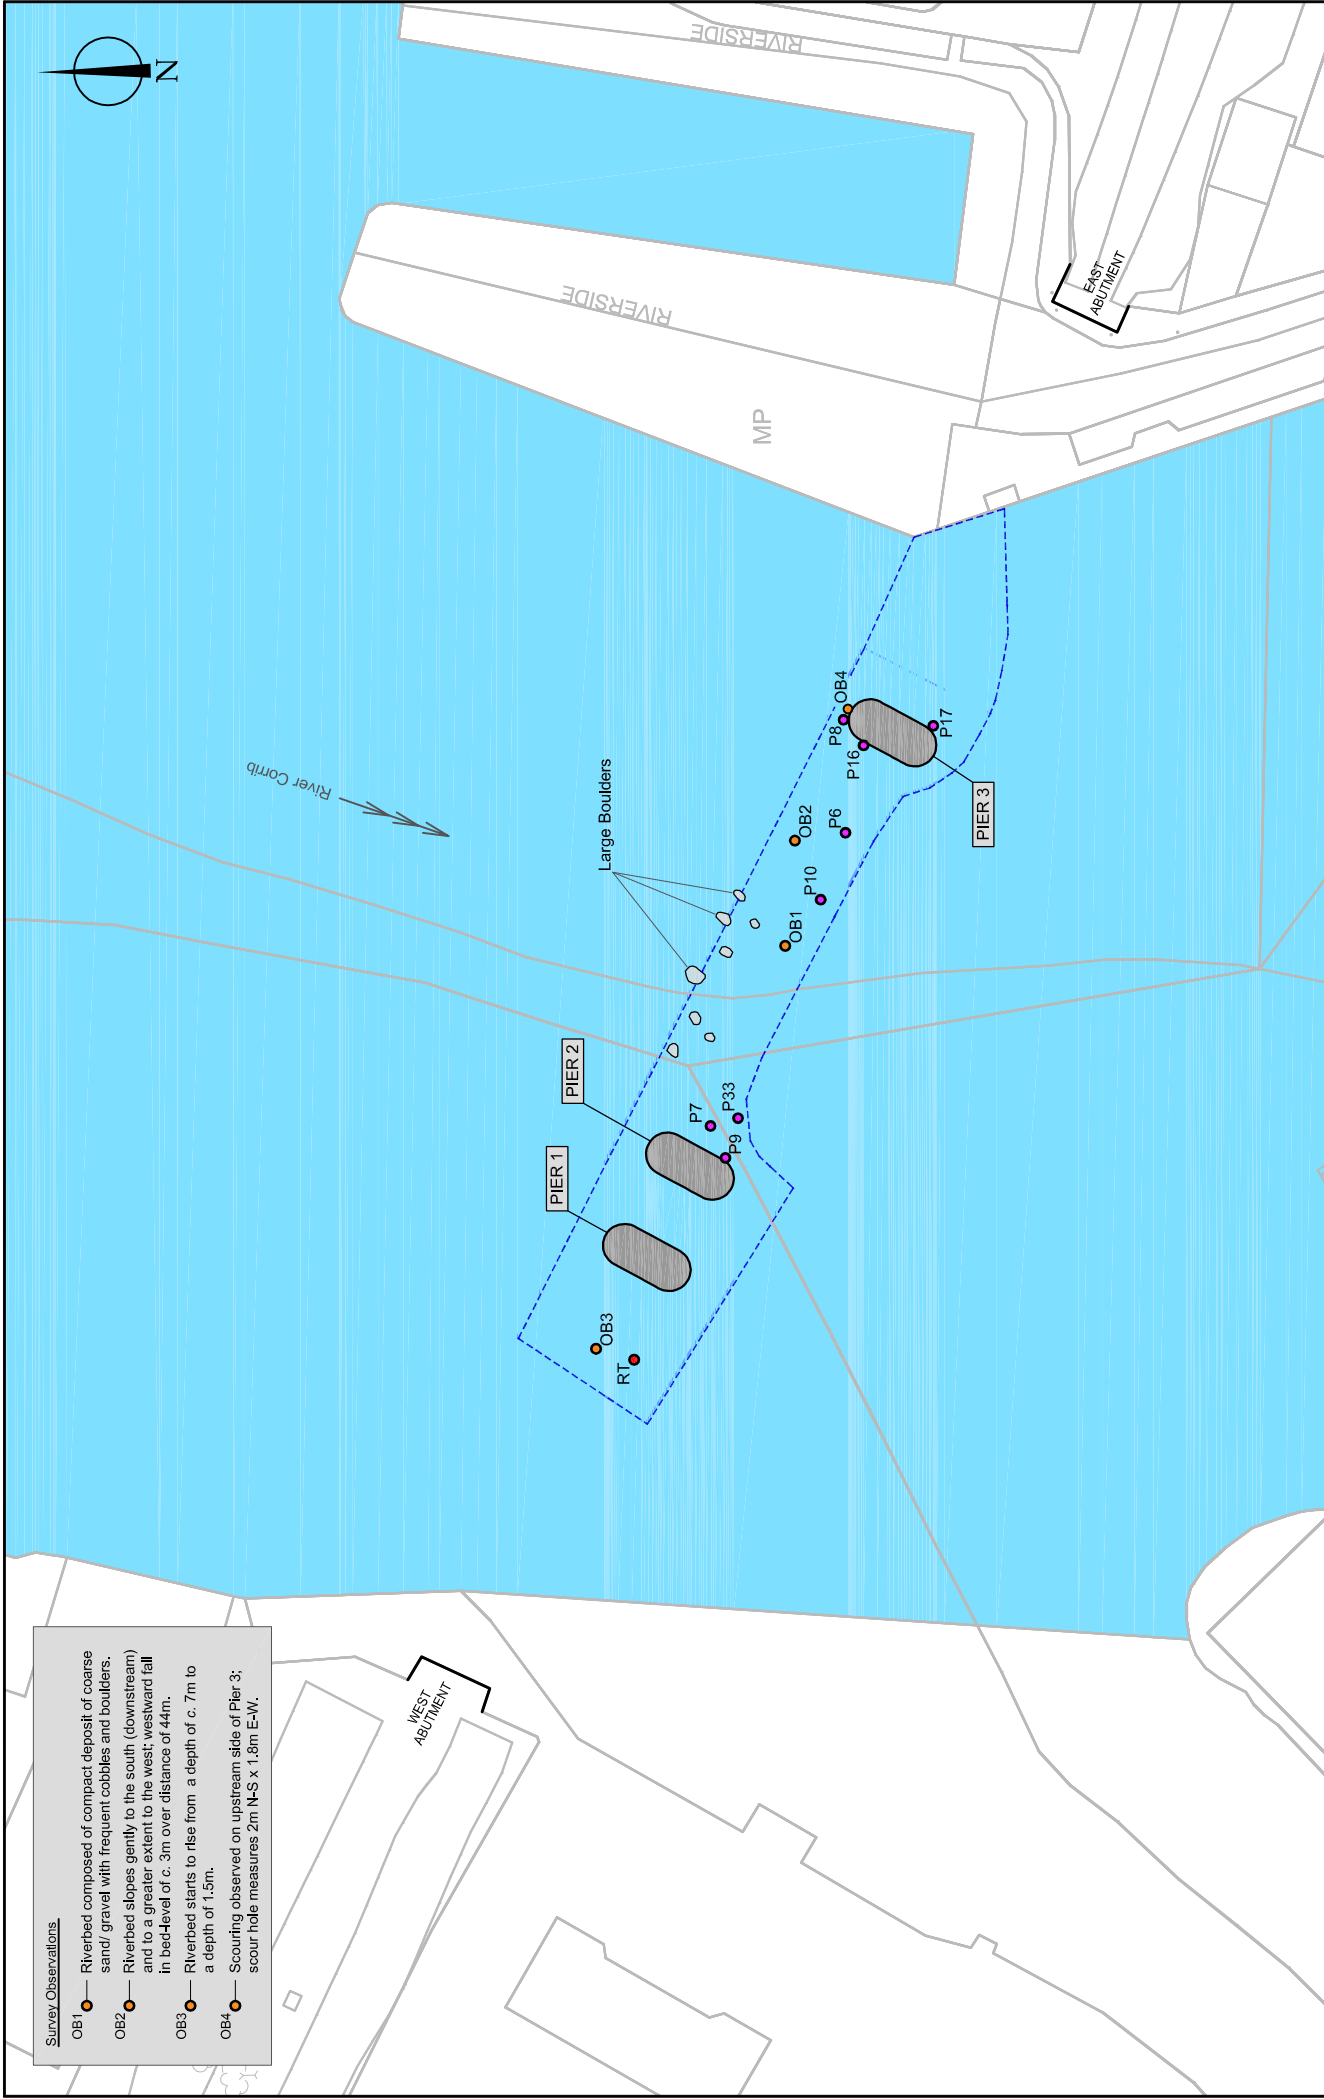 Survey Observations
OB1
Riverbed composed of compact deposit of coarse
sand/ gravel with frequent cobbles and boulders.
OB2
Riverbed slopes gently to the south (downstream)
and to a greater extent to the west; westward fall
in bed-level of c. 3m over distance of 44m.
OB3
Riverbed starts to rise from a depth of c. 7m to
a depth of 1.5m.
OB4
Scouring observed on upstream side of Pier 3;
scour hole measures 2m N-S x 1.8m E-W.
N
WEST
ABUTMENT
River Corrib
RIVERSIDE
RIVERSIDE
MP
EAST
ABUTMENT
Large Boulders
PIER 1
PIER 2
PIER 3
OB3
RT
P7
P33
P9
OB1
P10
OB2
P6
P16
P8
OB4
P17